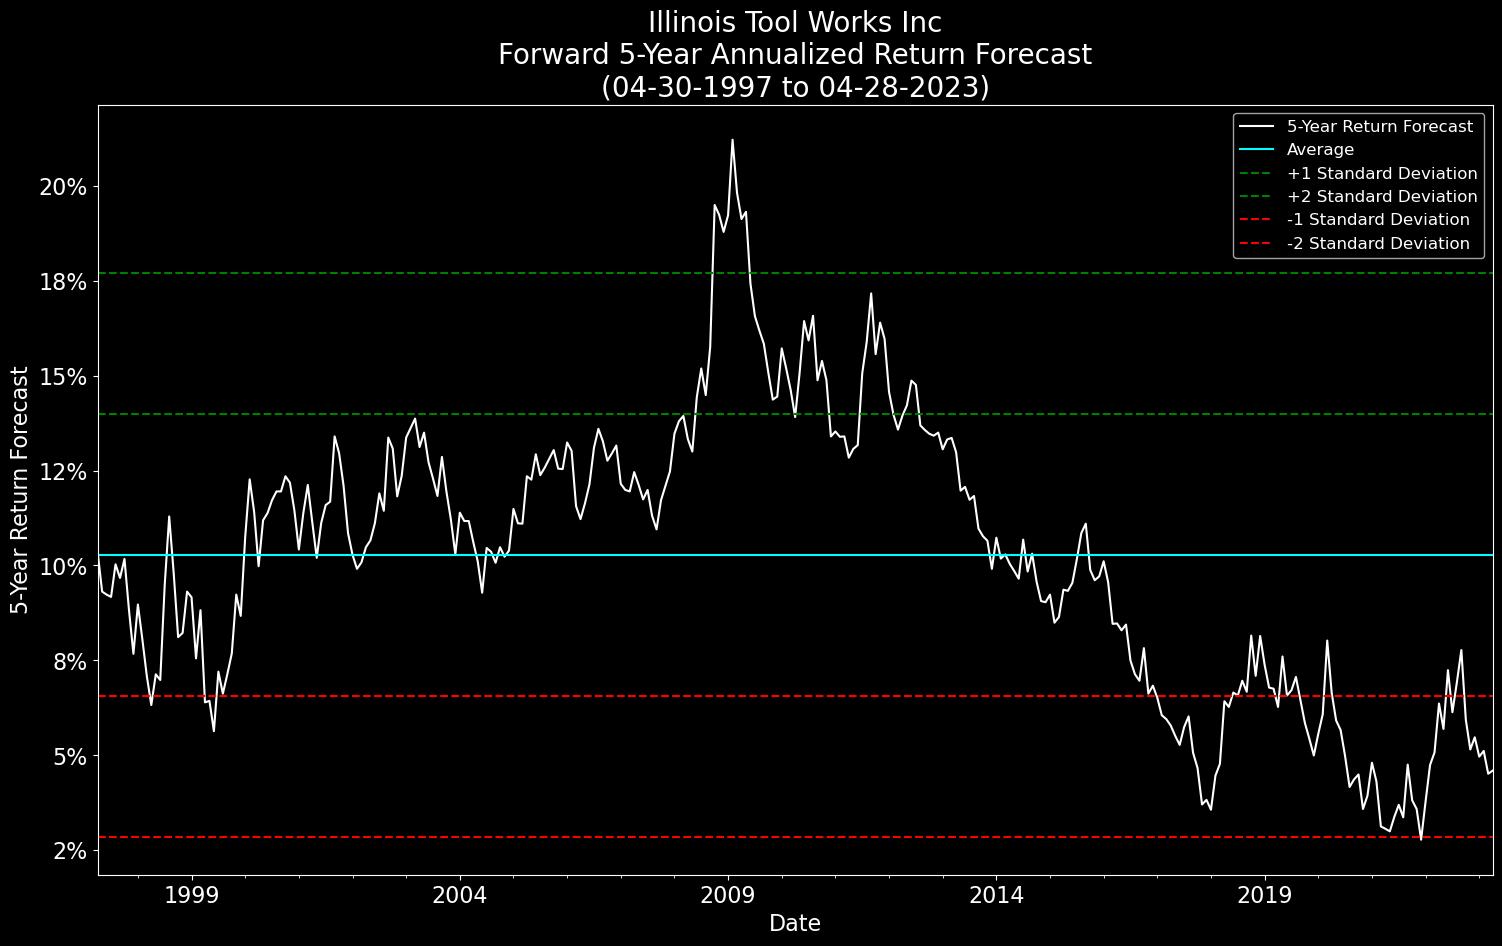 Illinois Tool Works Inc
Forward 5-Year Annualized Return Forecast
(04-30-1997 to 04-28-2023)
5-Year Return Forecast
Average
+1 Standard Deviation
+2 Standard Deviation
-1 Standard Deviation
-2 Standard Deviation
5-Year Return Forecast
20%
18%
15%
12%
10%
8%
5%
2%
1999 2004 2009 2014 2019
Date